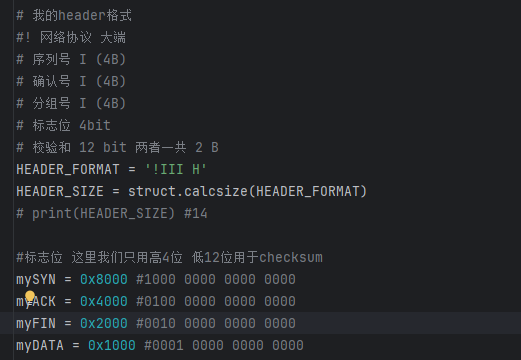 # 我的header格式
#! 网络协议 大端
# 序列号 I (4B)
# 确认号 I (4B)
# 分组号 I (4B)
# 标志位 4bit
# 校验和 12 bit 两者一共 2 B
HEADER_FORMAT = '!III H'
HEADER_SIZE = struct.calcsize(HEADER_FORMAT)
# print(HEADER_SIZE) #14
#标志位 这里我们只用高4位 低12位用于checksum
mySYN = 0x8000 #1000 0000 0000 0000
myACK = 0x4000 #0100 0000 0000 0000
myFIN = 0x2000 #0010 0000 0000 0000
myDATA = 0x1000 #0001 0000 0000 0000